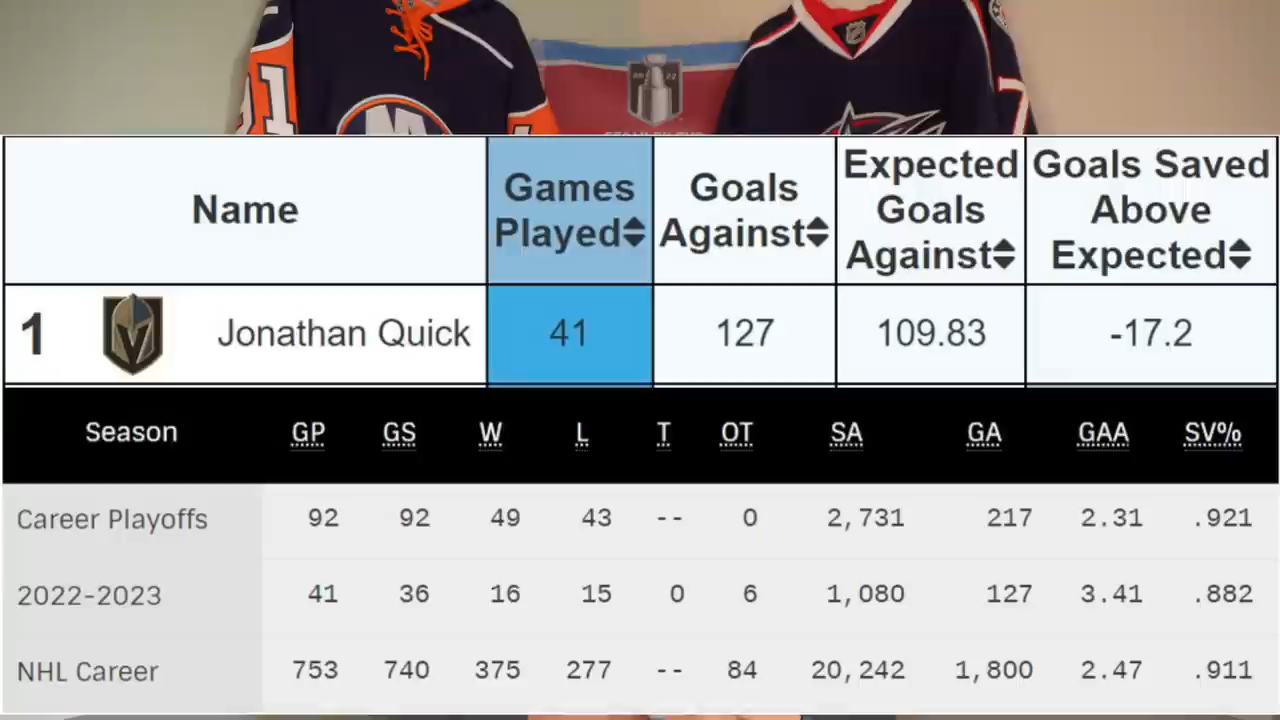 Name Games Played Goals Against Expected Goals Against Goals Saved Above Expected
1 Jonathan Quick 41 127 109.83 -17.2
Season GP GS W L T OT SA GA GAA SV%
Career Playoffs 92 92 49 43 -- 0 2,731 217 2.31 .921
2022-2023 41 36 16 15 0 6 1,080 127 3.41 .882
NHL Career 753 740 375 277 -- 84 20,242 1,800 2.47 .911